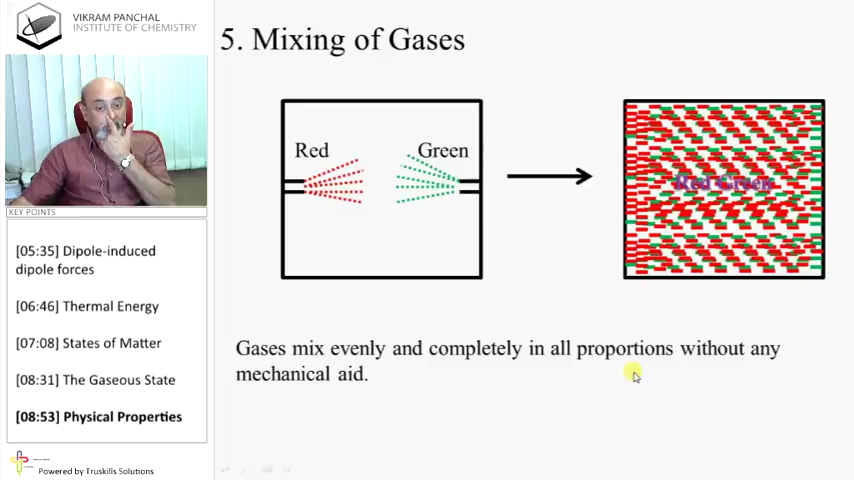 VIKRAM PANCHAL
INSTITUTE OF CHEMISTRY
5. Mixing of Gases
Red
Green
Red Green
KEY POINTS
[05:35] Dipole-induced
dipole forces
[06:46] Thermal Energy
[07:08] States of Matter
[08:31] The Gaseous State
[08:53] Physical Properties
Gases mix evenly and completely in all proportions without any
mechanical aid.
Powered by Truskills Solutions